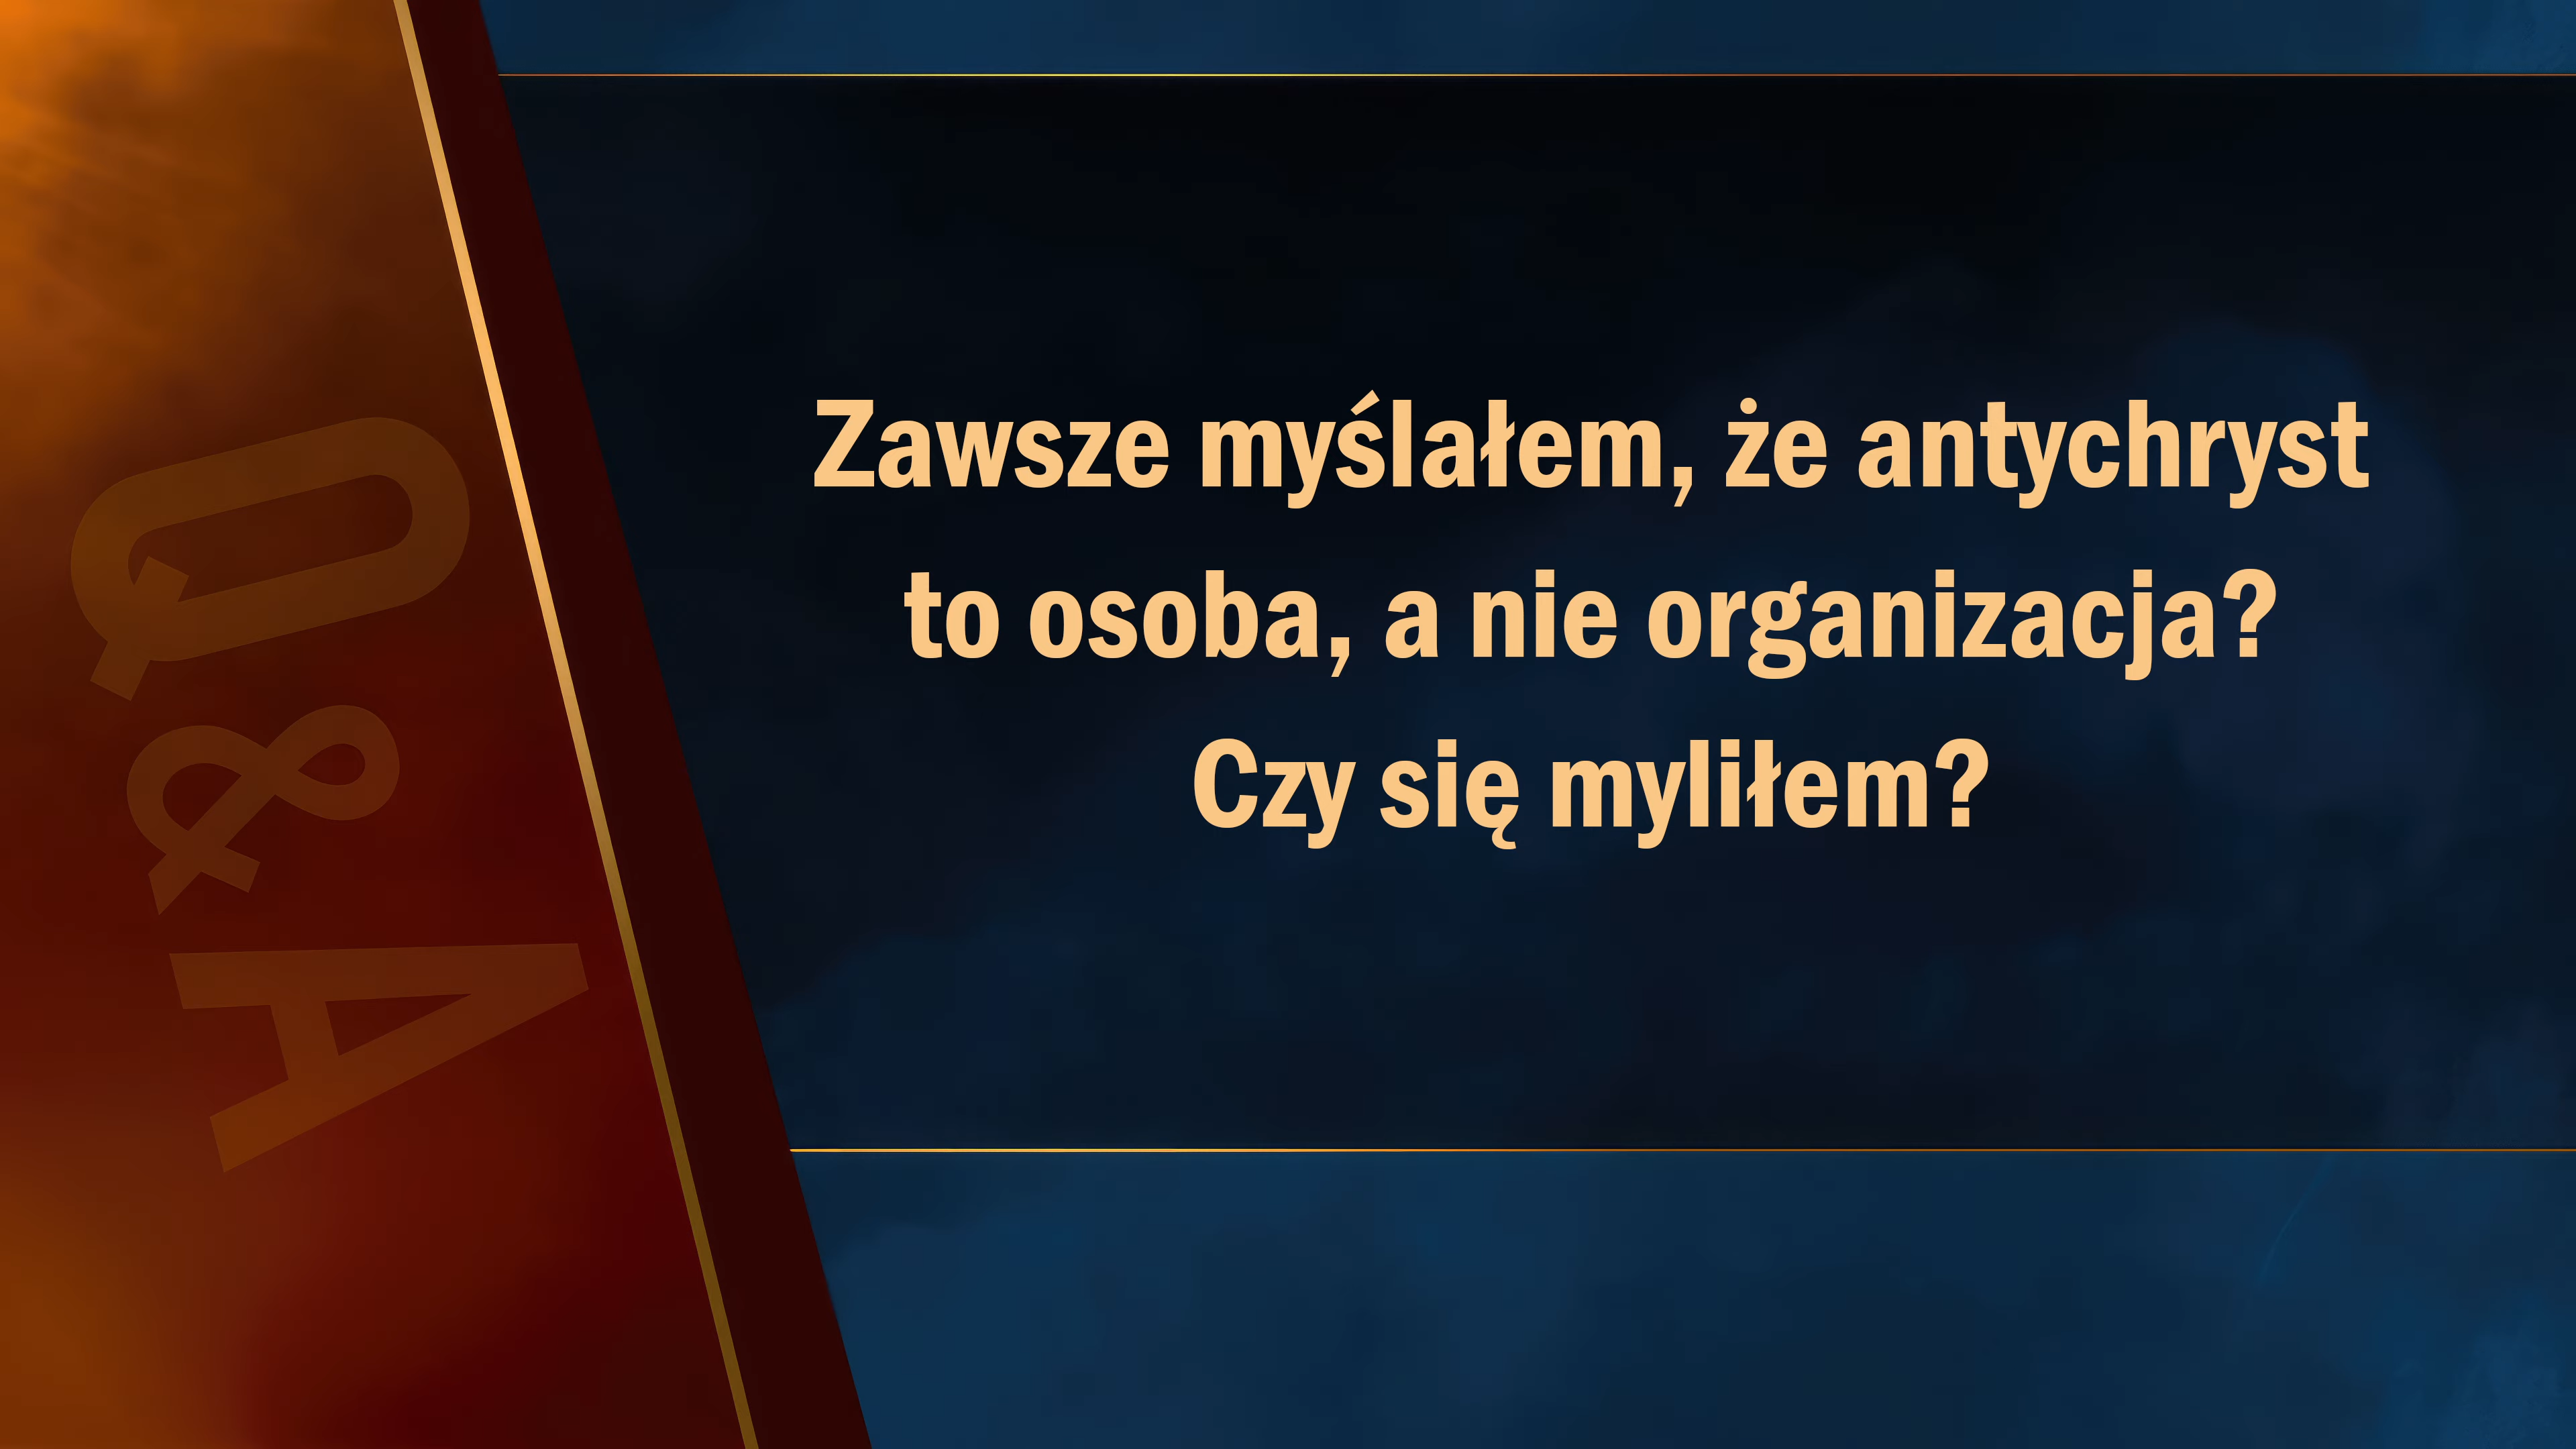 Q & A
Zawsze myślałem, że antychryst
to osoba, a nie organizacja?
Czy się myliłem?